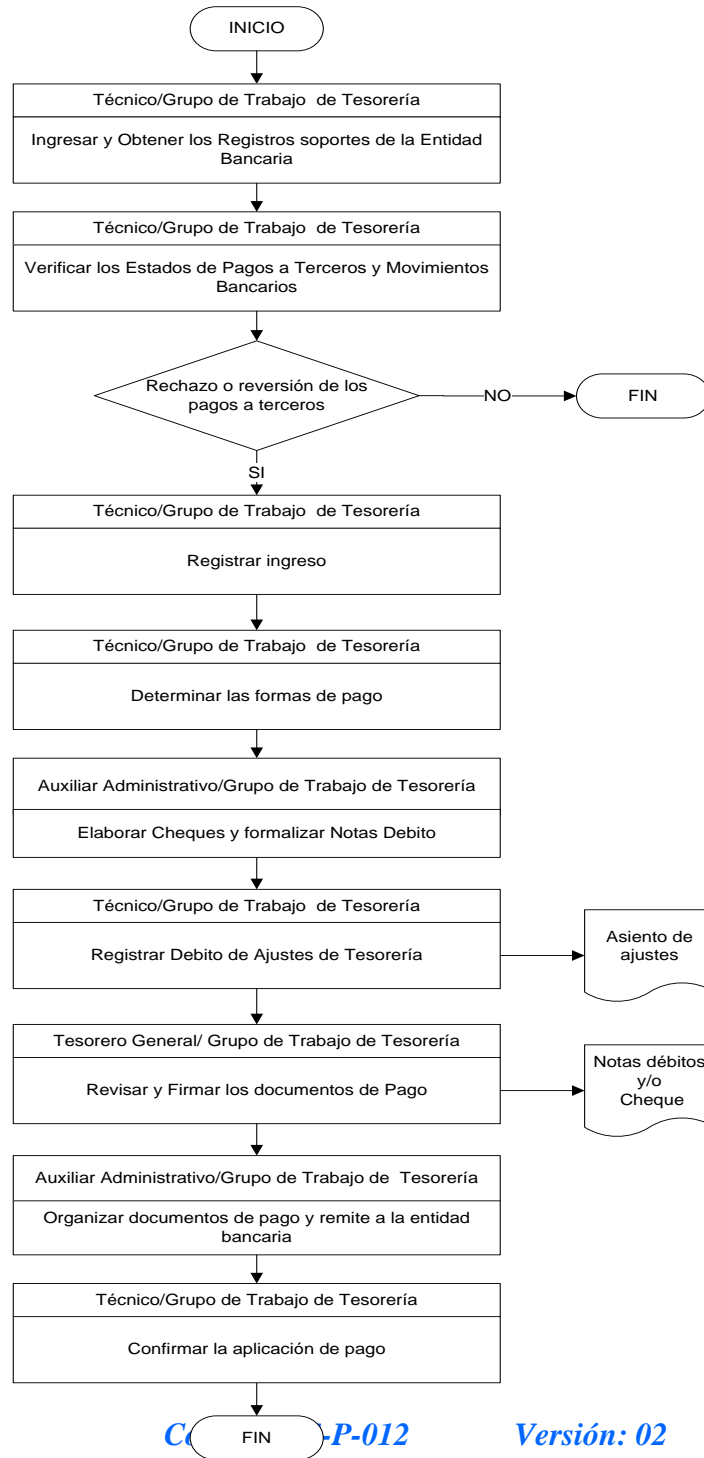 INICIO
Técnico/Grupo de Trabajo de Tesorería
Ingresar y Obtener los Registros soportes de la Entidad
Bancaria
Técnico/Grupo de Trabajo de Tesorería
Verificar los Estados de Pagos a Terceros y Movimientos
Bancarios
Rechazo o reversión de los
pagos a terceros
NO
FIN
SI
Técnico/Grupo de Trabajo de Tesorería
Registrar ingreso
Técnico/Grupo de Trabajo de Tesorería
Determinar las formas de pago
Auxiliar Administrativo/Grupo de Trabajo de Tesorería
Elaborar Cheques y formalizar Notas Debito
Técnico/Grupo de Trabajo de Tesorería
Registrar Debito de Ajustes de Tesorería
Asiento de
ajustes
Tesorero General/ Grupo de Trabajo de Tesorería
Revisar y Firmar los documentos de Pago
Notas débitos
y/o
Cheque
Auxiliar Administrativo/Grupo de Trabajo de Tesorería
Organizar documentos de pago y remite a la entidad
bancaria
Técnico/Grupo de Trabajo de Tesorería
Confirmar la aplicación de pago
FIN
-P-012 Versión: 02